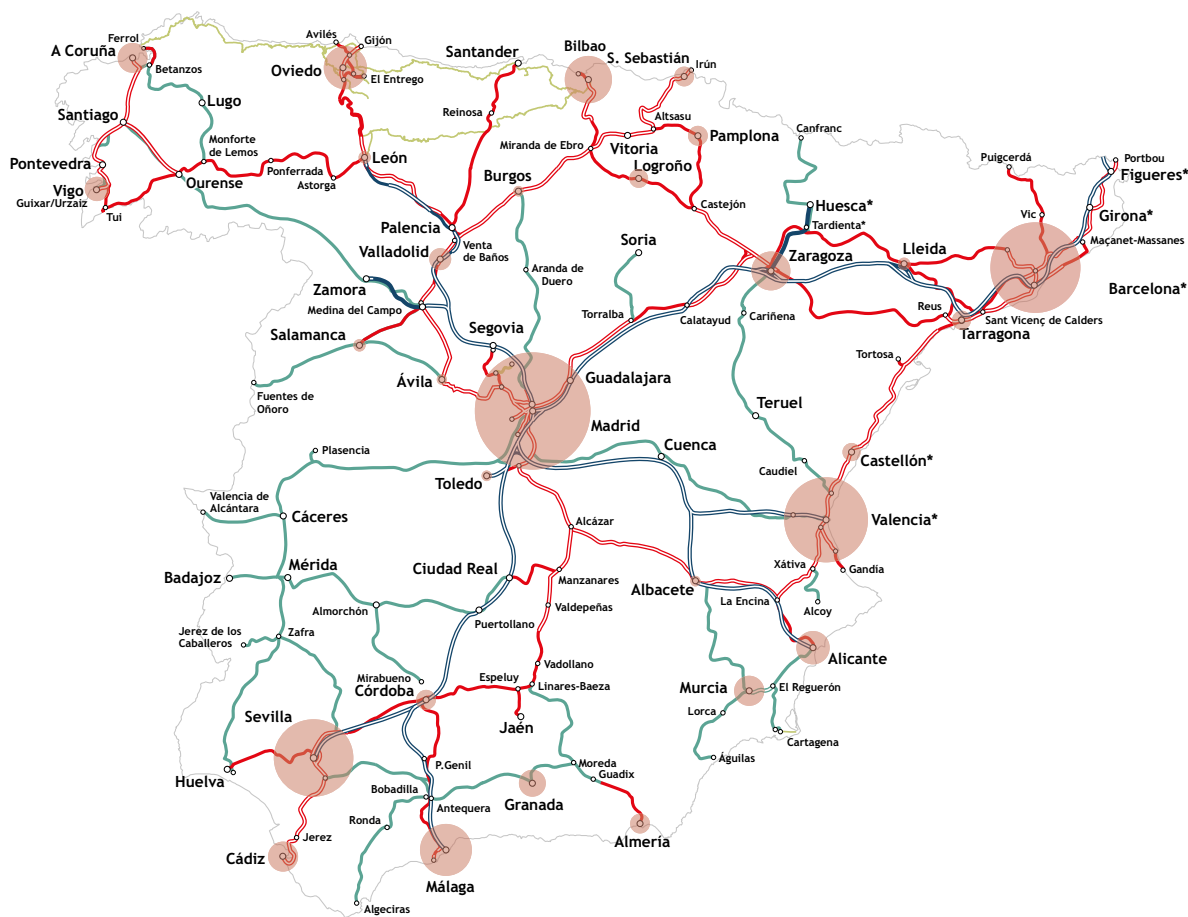 Ferrol
A Coruña
Betanzos
Avilés
Gijón
Oviedo
El Entrego
Santander
Bilbao
S. Sebastián
Irún
Lugo
Reinosa
Altsasu
Santiago
Monforte
de Lemos
Miranda de Ebro
Vitoria
Pamplona
Canfranc
Pontevedra
León
Logroño
Puigcerdá
Portbou
Figueres*
Vigo
Guixar/Urzaiz
Ourense
Ponferrada
Astorga
Burgos
Tui
Castejón
Huesca*
Tardienta*
Vic
Girona*
Maçanet-Massanes
Palencia
Valladolid
Venta
de Baños
Soria
Zaragoza
Lleida
Aranda de
Duero
Zamora
Medina del Campo
Barcelona*
Segovia
Torralba
Calatayud
Cariñena
Reus
Sant Vicenç de Calders
Tarragona
Salamanca
Tortosa
Ávila
Guadalajara
Fuentes de
Oñoro
Teruel
Madrid
Cuenca
Plasencia
Caudiel
Castellón*
Toledo
Valencia de
Alcántara
Cáceres
Alcázar
Valencia*
Badajoz
Mérida
Ciudad Real
Manzanares
Albacete
Xátiva
Gandía
Almorchón
Puertollano
Valdepeñas
La Encina
Alcoy
Jerez de los
Caballeros
Zafra
Alicante
Mirabueno
Córdoba
Espeluy
Vadollano
Linares-Baeza
Murcia
El Reguerón
Lorca
Sevilla
Jaén
Cartagena
Águilas
Huelva
P.Genil
Moreda
Guadix
Bobadilla
Antequera
Granada
Ronda
Jerez
Almería
Cádiz
Málaga
Algeciras